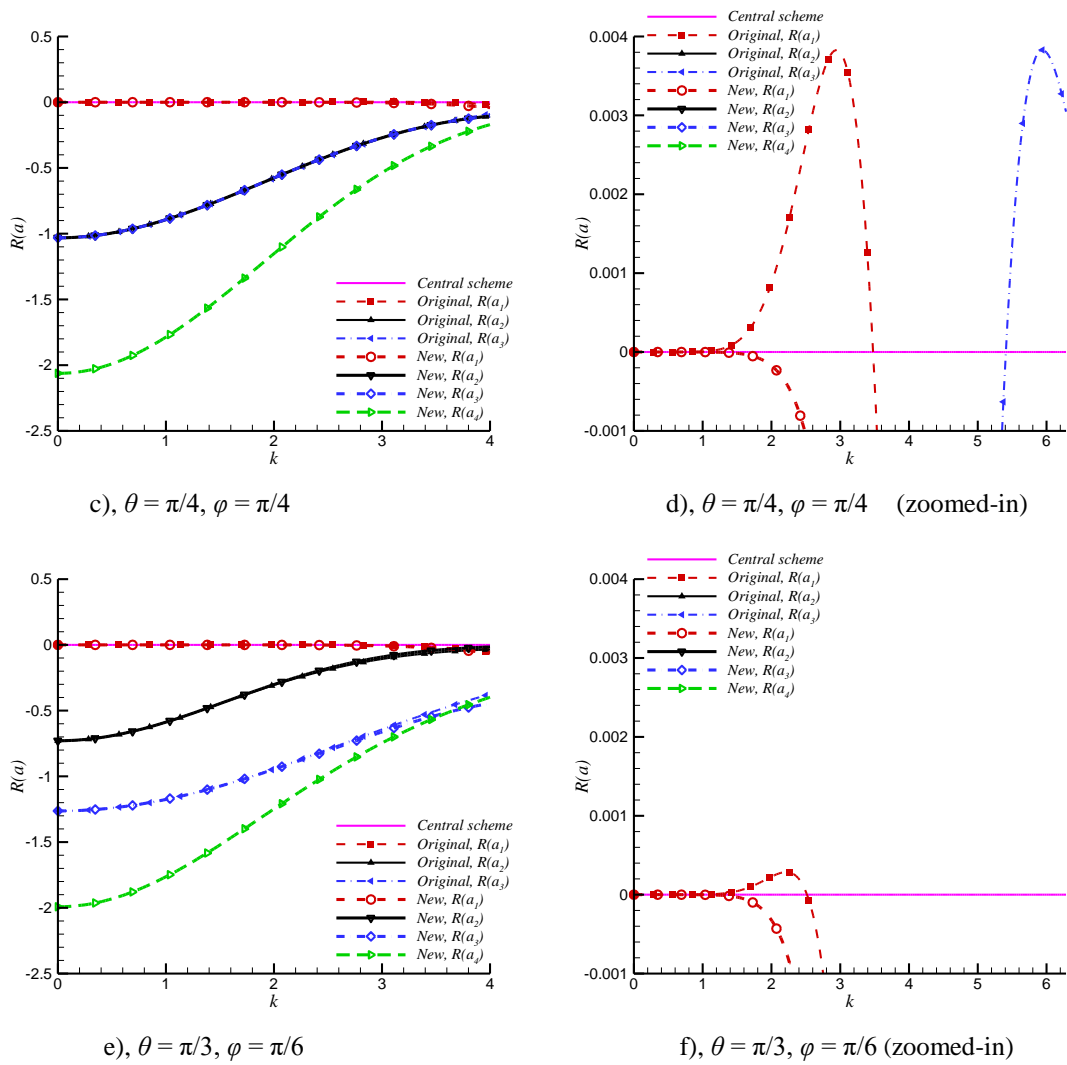 Central scheme
Original, R(a1)
Original, R(a2)
Original, R(a3)
New, R(a1)
New, R(a2)
New, R(a3)
New, R(a4)
R(a)
0.5
0
-0.5
-1
-1.5
-2
-2.5
0 1 2 3 4
k
c), θ = π/4, φ = π/4
Central scheme
Original, R(a1)
Original, R(a2)
Original, R(a3)
New, R(a1)
New, R(a2)
New, R(a3)
New, R(a4)
R(a)
0.004
0.003
0.002
0.001
0
-0.001
0 1 2 3 4 5 6
k
d), θ = π/4, φ = π/4 (zoomed-in)
Central scheme
Original, R(a1)
Original, R(a2)
Original, R(a3)
New, R(a1)
New, R(a2)
New, R(a3)
New, R(a4)
R(a)
0.5
0
-0.5
-1
-1.5
-2
-2.5
0 1 2 3 4
k
e), θ = π/3, φ = π/6
Central scheme
Original, R(a1)
Original, R(a2)
Original, R(a3)
New, R(a1)
New, R(a2)
New, R(a3)
New, R(a4)
R(a)
0.004
0.003
0.002
0.001
0
-0.001
0 1 2 3 4 5 6
k
f), θ = π/3, φ = π/6 (zoomed-in)